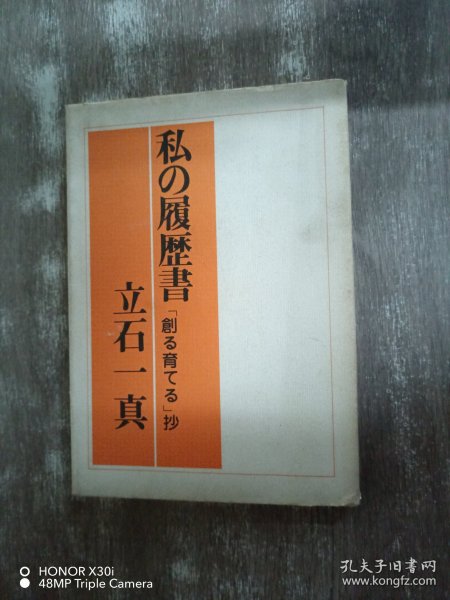 私の履歴書
「創る育てる」抄
立石一真
HONOR X30i
48MP Triple Camera
孔夫子旧书网
www.kongfz.com